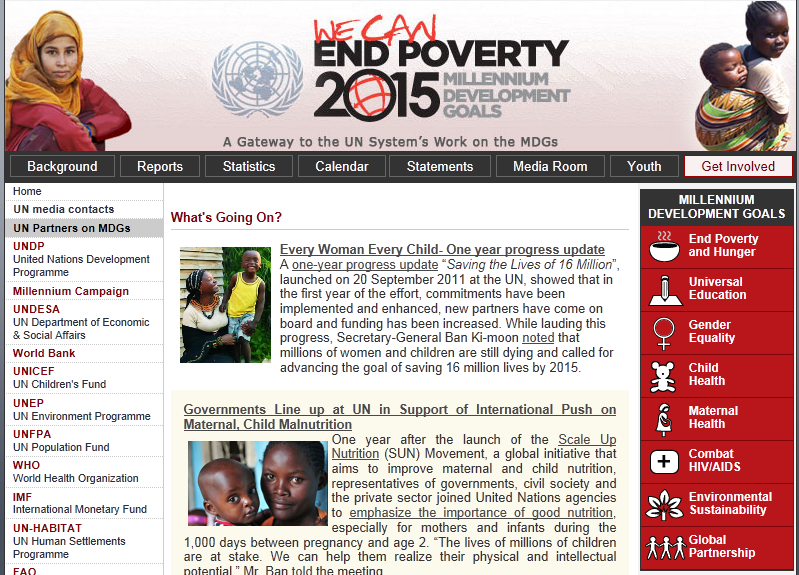 WE CAN
END POVERTY
2015 MILLENNIUM
DEVELOPMENT
GOALS
A Gateway to the UN System's Work on the MDGs
Background
Reports
Statistics
Calendar
Statements
Media Room
Youth
Get Involved
Home
UN media contacts
UN Partners on MDGs
UNDP
United Nations Development
Programme
Millennium Campaign
UNDESA
UN Department of Economic
& Social Affairs
World Bank
UNICEF
UN Children's Fund
UNEP
UN Environment Programme
UNFPA
UN Population Fund
WHO
World Health Organization
IMF
International Monetary Fund
UN-HABITAT
UN Human Settlements
Programme
FAO
What's Going On?
Every Woman Every Child- One year progress update
A one-year progress update “Saving the Lives of 16 Million”,
launched on 20 September 2011 at the UN, showed that in
the first year of the effort, commitments have been
implemented and enhanced, new partners have come on
board and funding has been increased. While lauding this
progress, Secretary-General Ban Ki-moon noted that
millions of women and children are still dying and called for
advancing the goal of saving 16 million lives by 2015.
Governments Line up at UN in Support of International Push on
Maternal, Child Malnutrition
One year after the launch of the Scale Up
Nutrition (SUN) Movement, a global initiative that
aims to improve maternal and child nutrition,
representatives of governments, civil society and
the private sector joined United Nations agencies
to emphasize the importance of good nutrition,
especially for mothers and infants during the
1,000 days between pregnancy and age 2. “The lives of millions of children
are at stake. We can help them realize their physical and intellectual
potential,” Mr. Ban told the meeting.
MILLENNIUM
DEVELOPMENT GOALS
End Poverty
and Hunger
Universal
Education
Gender
Equality
Child
Health
Maternal
Health
Combat
HIV/AIDS
Environmental
Sustainability
Global
Partnership